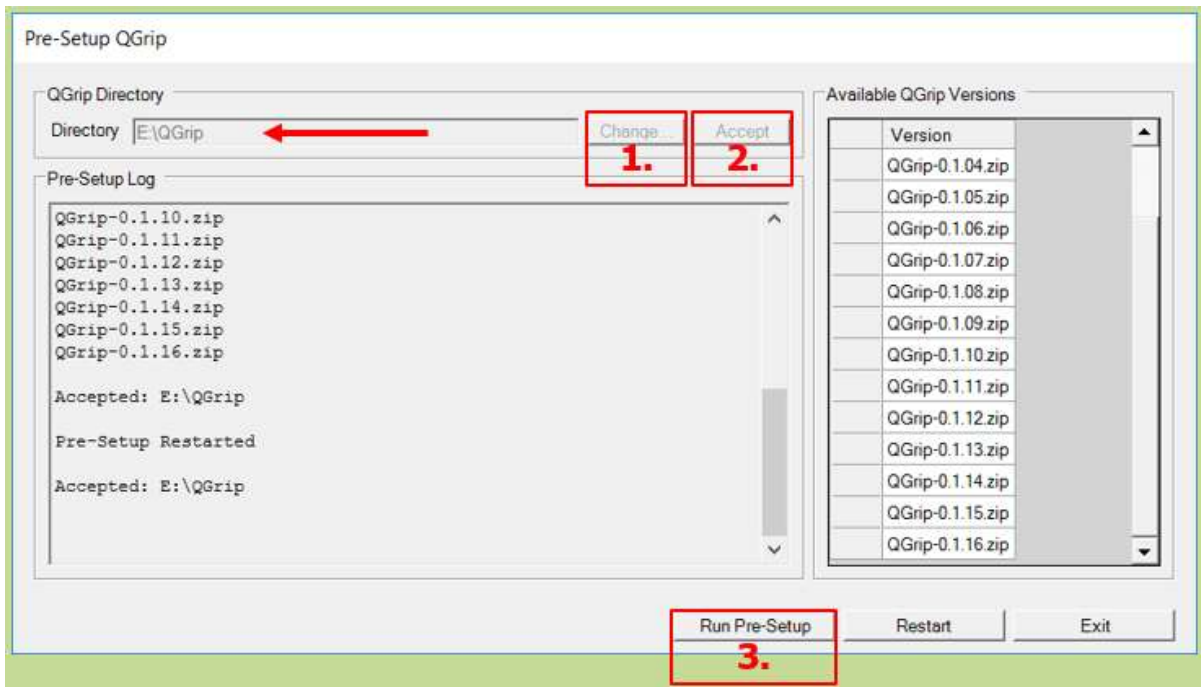 Pre-Setup QGrip
QGrip Directory
Directory E:\QGrip
Change...
Accept
1.
2.
Pre-Setup Log
QGrip-0.1.10.zip
QGrip-0.1.11.zip
QGrip-0.1.12.zip
QGrip-0.1.13.zip
QGrip-0.1.14.zip
QGrip-0.1.15.zip
QGrip-0.1.16.zip
Accepted: E:\QGrip
Pre-Setup Restarted
Accepted: E:\QGrip
Available QGrip Versions
Version
QGrip-0.1.04.zip
QGrip-0.1.05.zip
QGrip-0.1.06.zip
QGrip-0.1.07.zip
QGrip-0.1.08.zip
QGrip-0.1.09.zip
QGrip-0.1.10.zip
QGrip-0.1.11.zip
QGrip-0.1.12.zip
QGrip-0.1.13.zip
QGrip-0.1.14.zip
QGrip-0.1.15.zip
QGrip-0.1.16.zip
Run Pre-Setup
Restart
Exit
3.